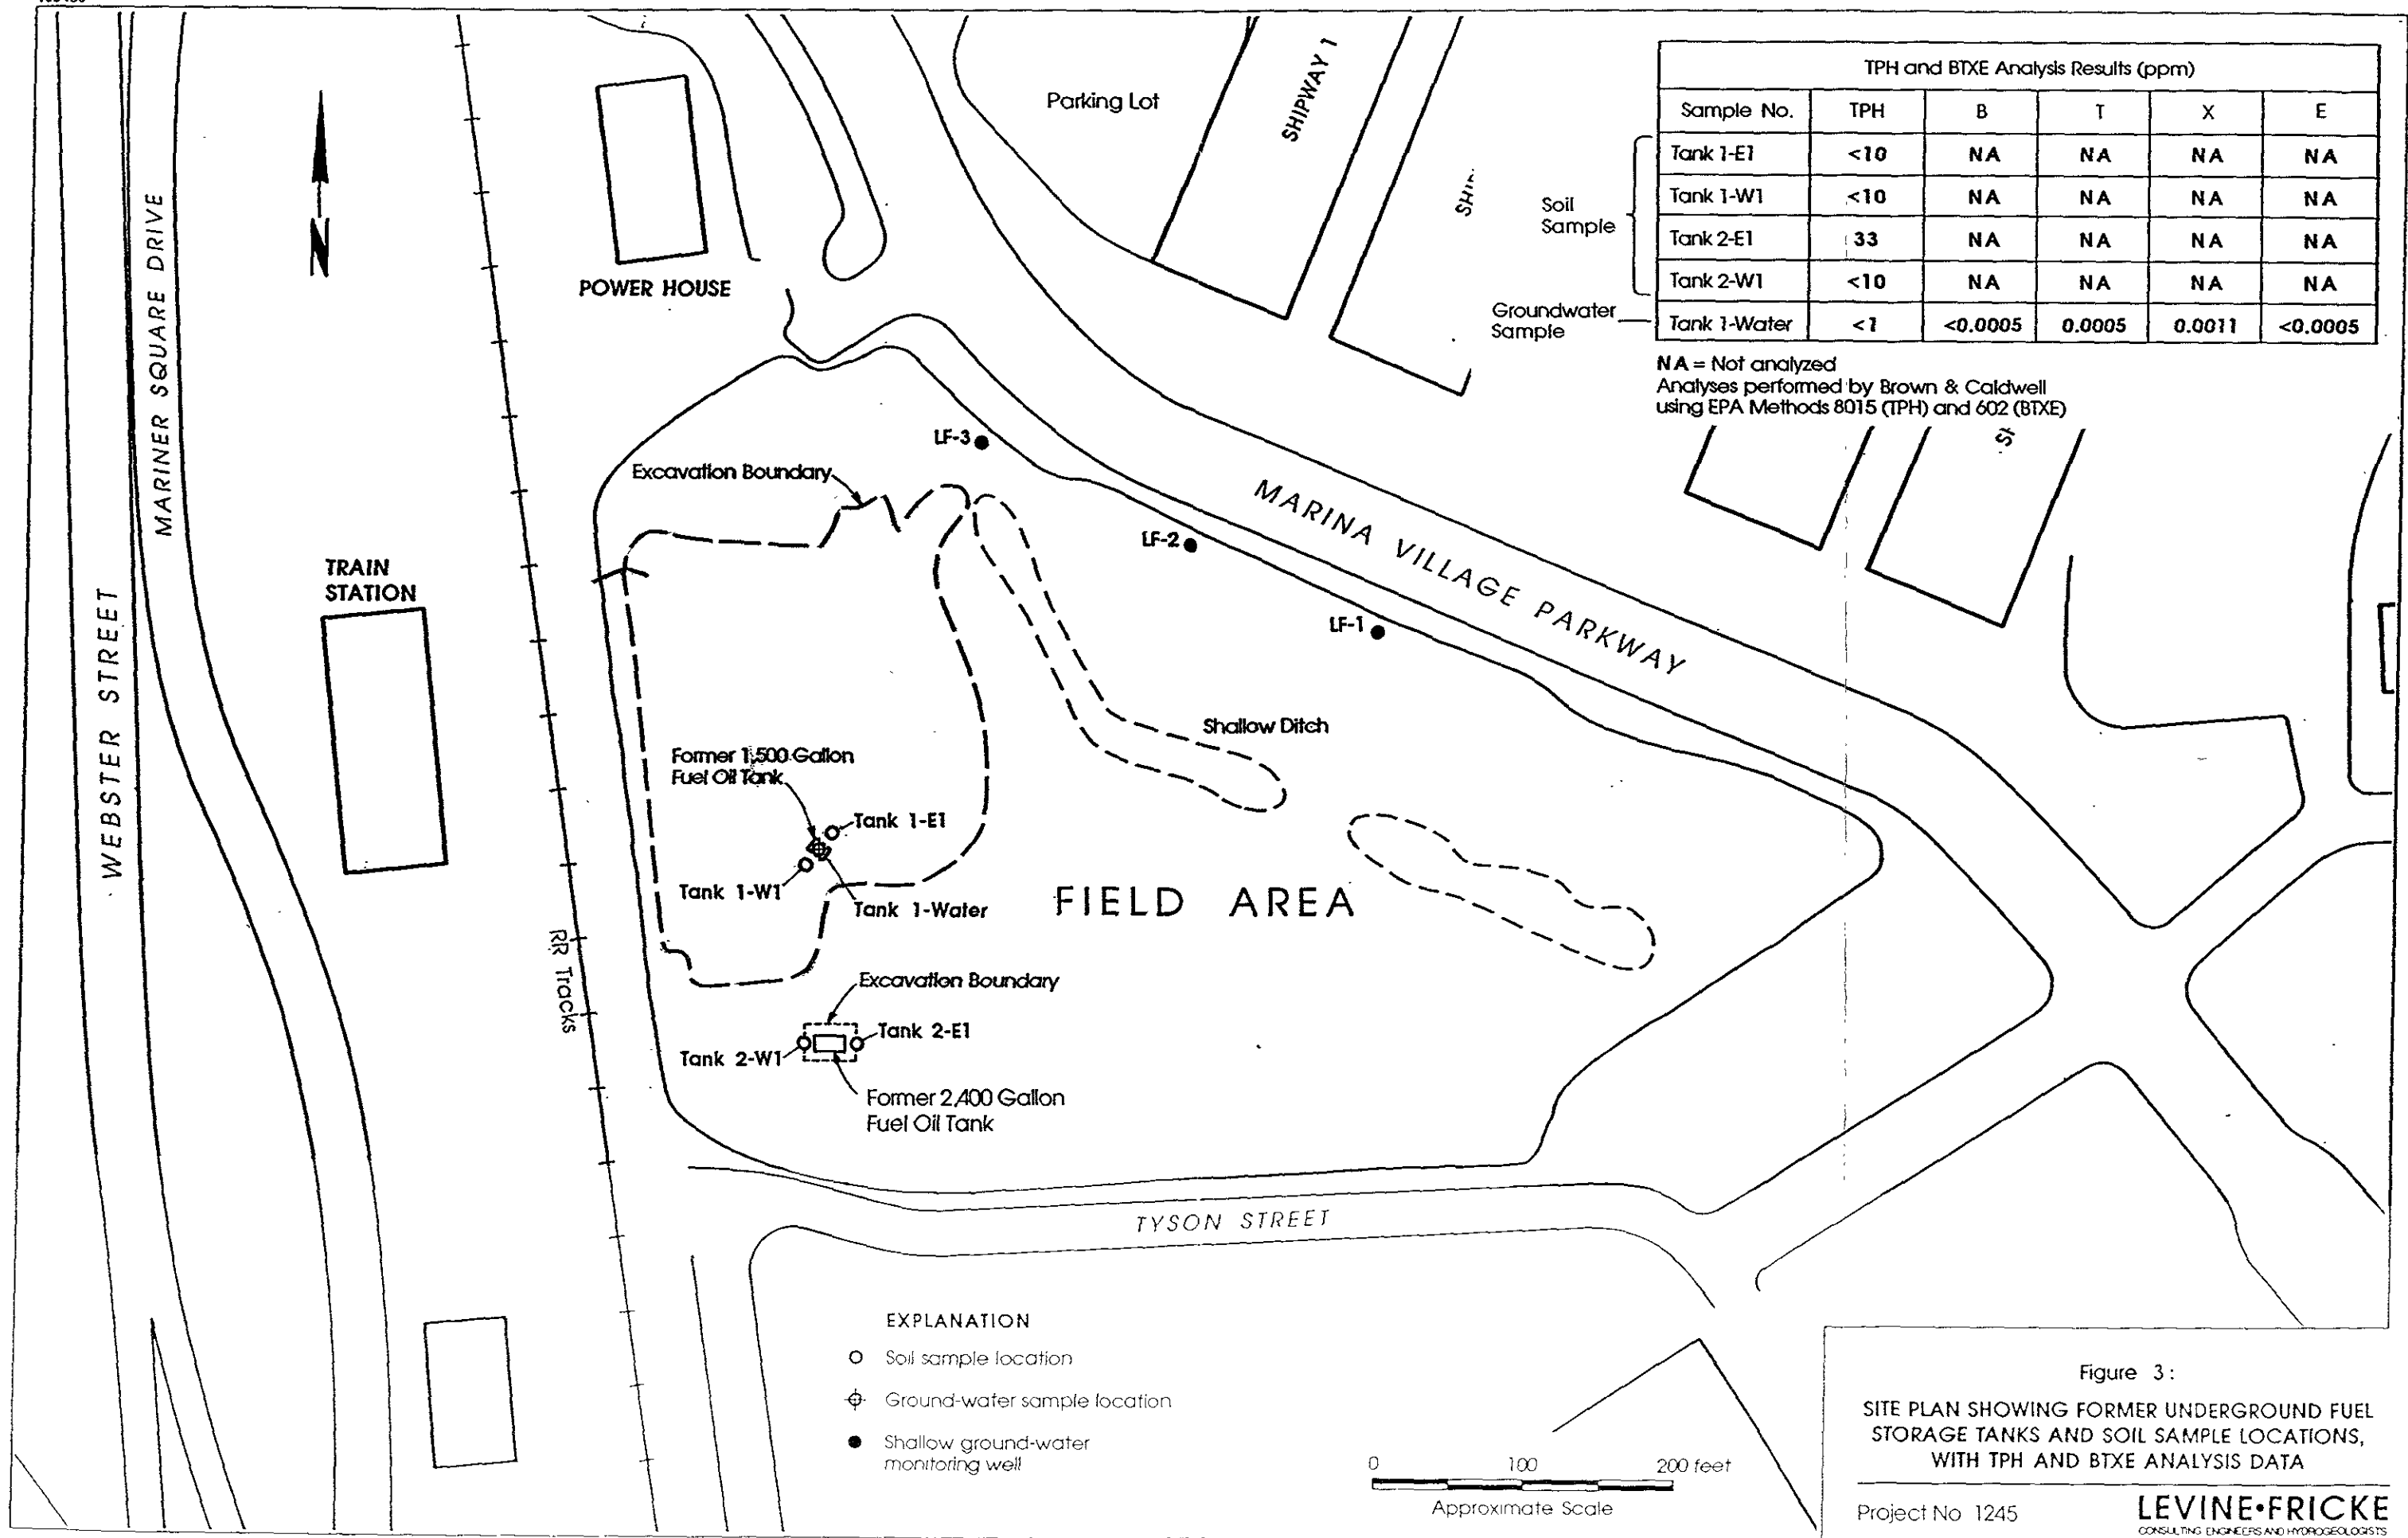 TPH and BTXE Analysis Results (ppm)
Sample No. TPH B T X E
Tank 1-E1 <10 NA NA NA NA
Tank 1-W1 <10 NA NA NA NA
Tank 2-E1 33 NA NA NA NA
Tank 2-W1 <10 NA NA NA NA
Tank 1-Water <1 <0.0005 0.0005 0.0011 <0.0005
Soil
Sample
Groundwater
Sample
NA = Not analyzed
Analyses performed by Brown & Caldwell
using EPA Methods 8015 (TPH) and 602 (BTXE)
Parking Lot
SHIPWAY 1
N
MARINER SQUARE DRIVE
POWER HOUSE
LF-3
Excavation Boundary
LF-2
MARINA VILLAGE PARKWAY
LF-1
TRAIN
STATION
WEBSTER STREET
Shallow Ditch
Former 1,500 Gallon
Fuel Oil Tank
Tank 1-E1
Tank 1-W1
Tank 1-Water
FIELD AREA
RR Tracks
Excavation Boundary
Tank 2-E1
Tank 2-W1
Former 2,400 Gallon
Fuel Oil Tank
TYSON STREET
EXPLANATION
Soil sample location
Ground-water sample location
Shallow ground-water
monitoring well
0 100 200 feet
Approximate Scale
Figure 3:
SITE PLAN SHOWING FORMER UNDERGROUND FUEL
STORAGE TANKS AND SOIL SAMPLE LOCATIONS,
WITH TPH AND BTXE ANALYSIS DATA
Project No 1245
LEVINE•FRICKE
CONSULTING ENGINEERS AND HYDROGEOLOGISTS